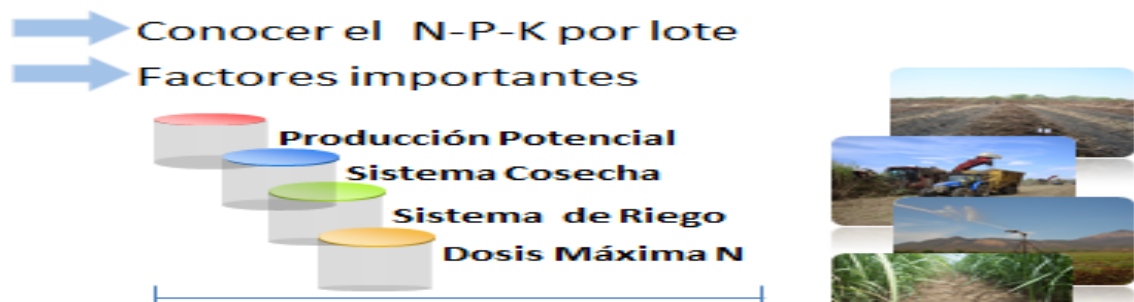 Conocer el N-P-K por lote
Factores importantes
Producción Potencial
Sistema Cosecha
Sistema de Riego
Dosis Máxima N